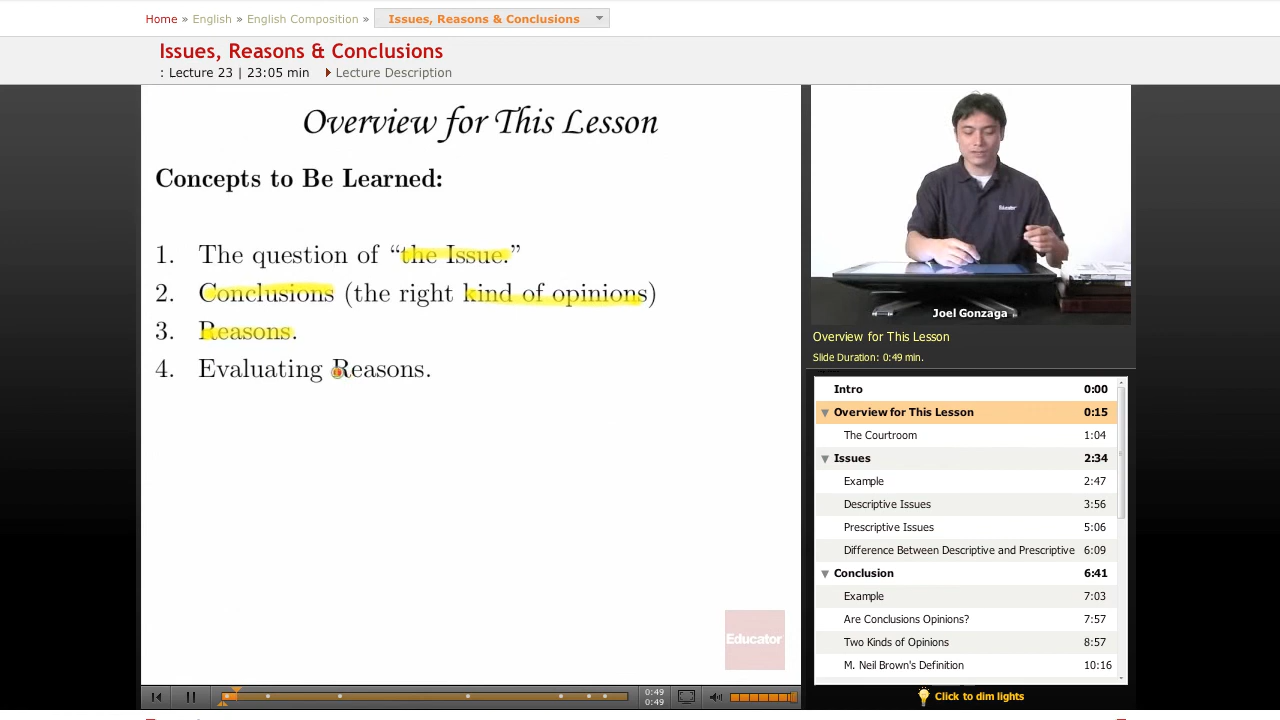 Home » English » English Composition » Issues, Reasons & Conclusions
Issues, Reasons & Conclusions
: Lecture 23 | 23:05 min Lecture Description
Overview for This Lesson
Concepts to Be Learned:
1. The question of “the Issue.”
2. Conclusions (the right kind of opinions)
3. Reasons.
4. Evaluating Reasons.
Educator
0:49
0:49
Educator
Joel Gonzaga
Overview for This Lesson
Slide Duration: 0:49 min.
Intro 0:00
Overview for This Lesson 0:15
The Courtroom 1:04
Issues 2:34
Example 2:47
Descriptive Issues 3:56
Prescriptive Issues 5:06
Difference Between Descriptive and Prescriptive 6:09
Conclusion 6:41
Example 7:03
Are Conclusions Opinions? 7:57
Two Kinds of Opinions 8:57
M. Neil Brown's Definition 10:16
Click to dim lights